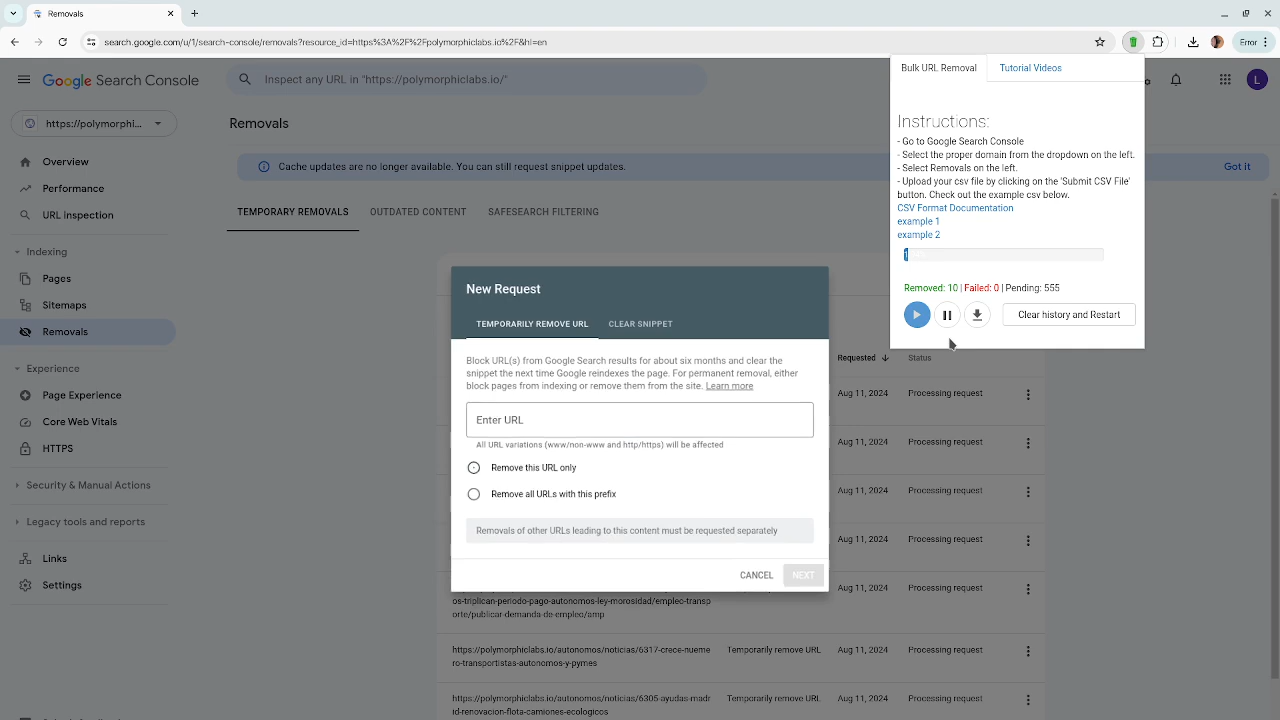 Removals
search.google.com/u/1/search-console/removals?resource_id=https%3A%2F%2Fpolymorphiclabs.io%2F&hl=en
Error
Google Search Console
Inspect any URL in "https://polymorphiclabs.io/"
L
https://polymorphi...
Removals
Cache updates are no longer available. You can still request snippet updates.
Got it
TEMPORARY REMOVALS
OUTDATED CONTENT
SAFESEARCH FILTERING
Overview
Performance
URL Inspection
Indexing
Pages
Sitemaps
Removals
Experience
Page Experience
Core Web Vitals
HTTPS
Security & Manual Actions
Legacy tools and reports
Links
Settings
Bulk URL Removal
Tutorial Videos
Instructions:
- Go to Google Search Console
- Select the proper domain from the dropdown on the left.
- Select Removals on the left.
- Upload your csv file by clicking on the 'Submit CSV File'
button. Check out the example csv below.
CSV Format Documentation
example 1
example 2
Removed: 10 | Failed: 0 | Pending: 555
Clear history and Restart
New Request
TEMPORARILY REMOVE URL
CLEAR SNIPPET
Block URL(s) from Google Search results for about six months and clear the
snippet the next time Google reindexes the page. For permanent removal, either
block pages from indexing or remove them from the site. Learn more
Enter URL
All URL variations (www/non-www and http/https) will be affected
Remove this URL only
Remove all URLs with this prefix
Removals of other URLs leading to this content must be requested separately
CANCEL
NEXT
Requested
Status
Aug 11, 2024
Processing request
Aug 11, 2024
Processing request
Aug 11, 2024
Processing request
Aug 11, 2024
Processing request
Aug 11, 2024
Processing request
os-triplican-periodo-pago-autonomos-ley-morosidad/empleo-transp
orte/publicar-demanda-de-empleo/amp
https://polymorphiclabs.io/autonomos/noticias/6317-crece-nume
ro-transportistas-autonomos-y-pymes
Temporarily remove URL
Aug 11, 2024
Processing request
https://polymorphiclabs.io/autonomos/noticias/6305-ayudas-madr
id-renovacion-flota-camiones-ecologicos
Temporarily remove URL
Aug 11, 2024
Processing request